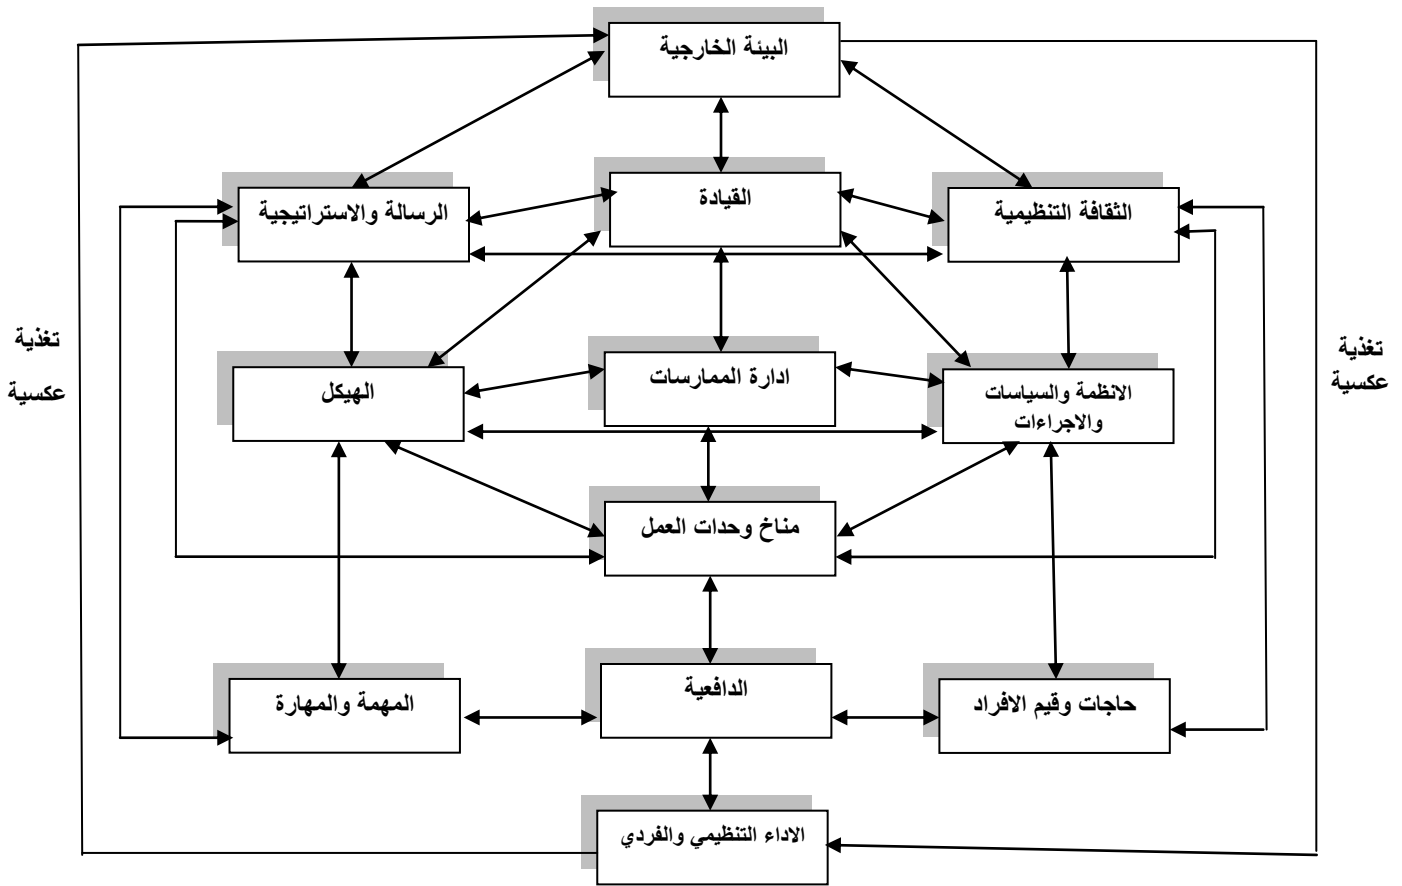 البيئة الخارجية
القيادة
الثقافة التنظيمية
الرسالة والاستراتيجية
تغذية
عكسية
تغذية
عكسية
ادارة الممارسات
الانظمة والسياسات
والاجراءات
الهيكل
مناخ وحدات العمل
الدافعية
حاجات وقيم الافراد
المهمة والمهارة
الاداء التنظيمي والفردي